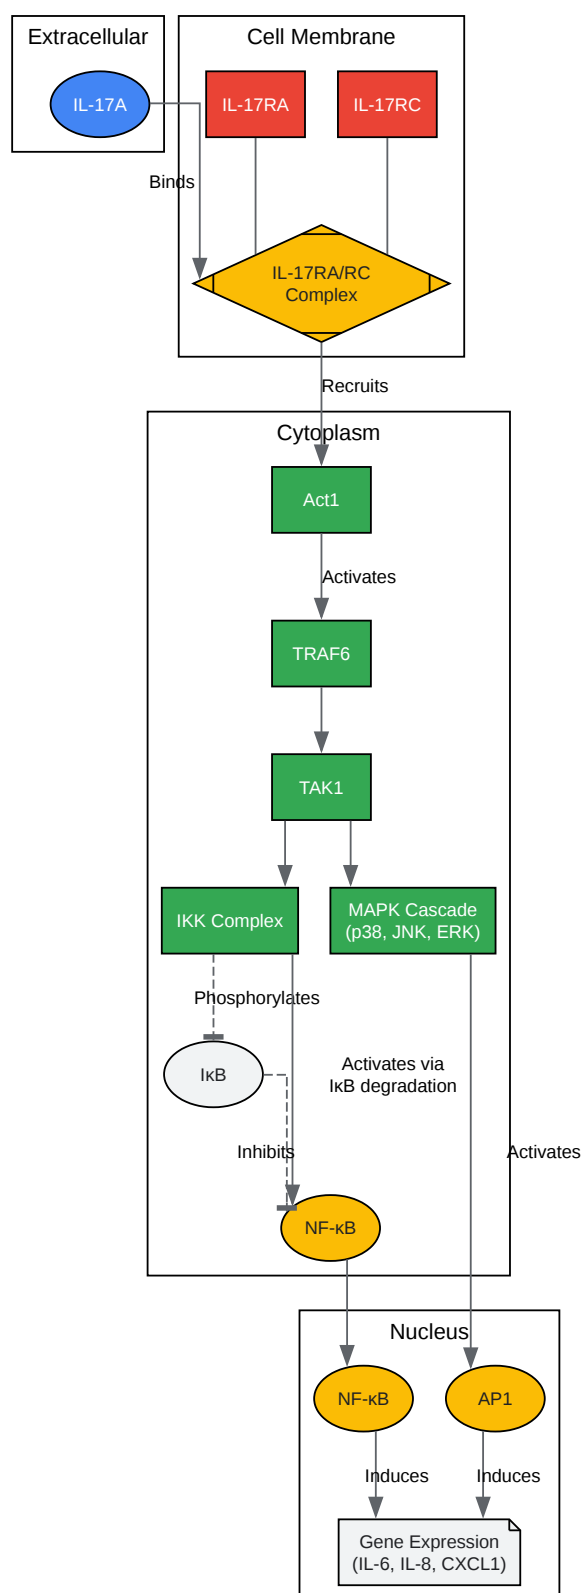 Extracellular
Cell Membrane
IL-17A
IL-17RA
IL-17RC
Binds
IL-17RA/RC
Complex
Recruits
Cytoplasm
Act1
Activates
TRAF6
TAK1
IKK Complex
MAPK Cascade
(p38, JNK, ERK)
Phosphorylates
IκB
Activates via
IκB degradation
Inhibits
Activates
NF-κB
Nucleus
NF-κB
AP1
Induces
Induces
Gene Expression
(IL-6, IL-8, CXCL1)